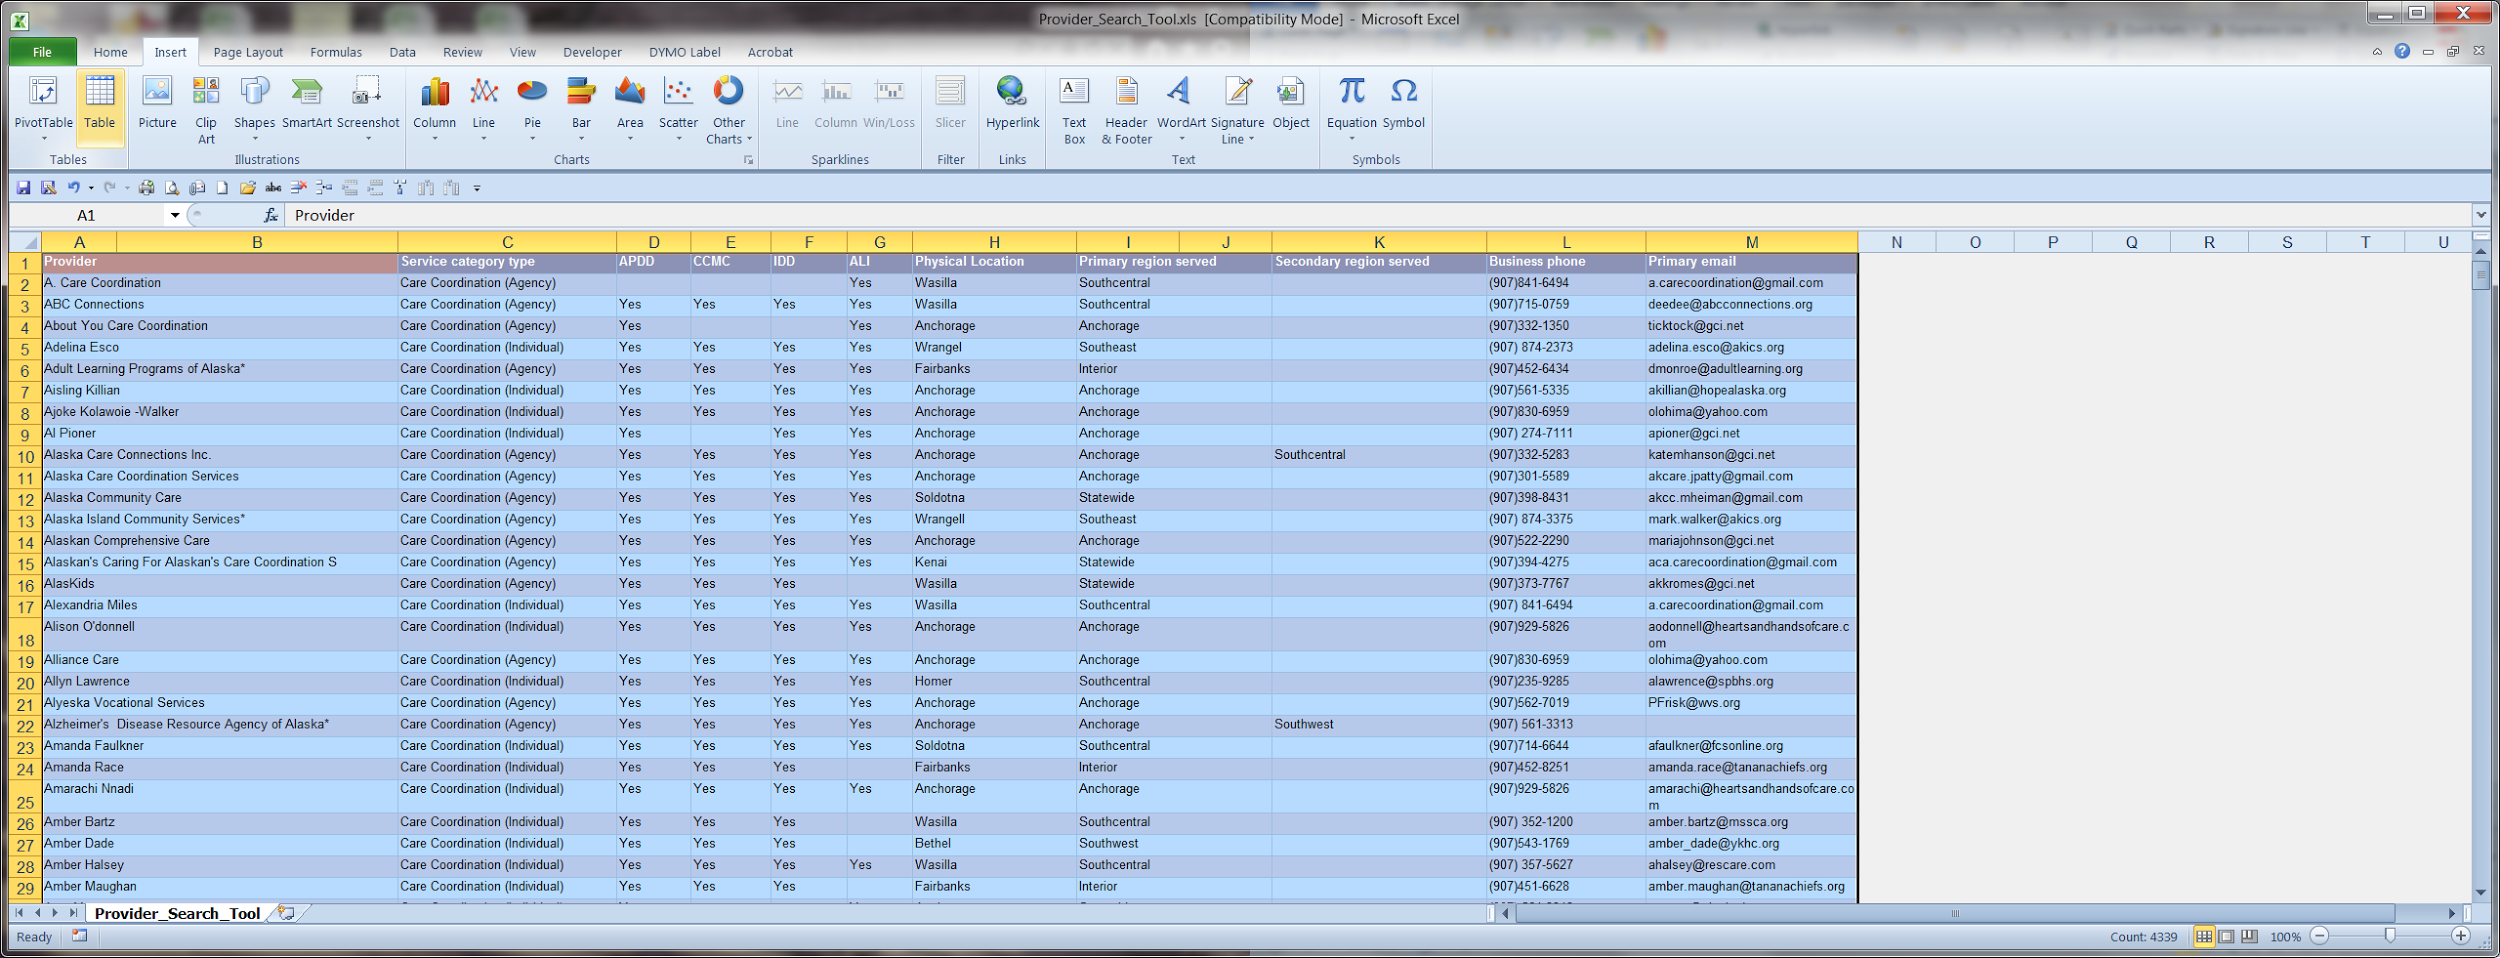 Provider_Search_Tool.xls [Compatibility Mode] - Microsoft Excel
File Home Insert Page Layout Formulas Data Review View Developer DYMO Label Acrobat
PivotTable Table Picture Clip Art Shapes SmartArt Screenshot Column Line Pie Bar Area Scatter Other Charts Line Column Win/Loss Slicer Hyperlink Text Box Header & Footer WordArt Signature Line Object Equation Symbol
Tables Illustrations Charts Sparklines Filter Links Text Symbols
A1 fx Provider
A B C D E F G H I J K L M N O P Q R S T U
1 Provider Service category type APDD CCMC IDD ALI Physical Location Primary region served Secondary region served Business phone Primary email
2 A. Care Coordination Care Coordination (Agency) Yes Wasilla Southcentral (907)841-6494 a.carecoordination@gmail.com
3 ABC Connections Care Coordination (Agency) Yes Yes Yes Yes Wasilla Southcentral (907)715-0759 deedee@abcconnections.org
4 About You Care Coordination Care Coordination (Agency) Yes Yes Anchorage Anchorage (907)332-1350 ticktock@gci.net
5 Adelina Esco Care Coordination (Individual) Yes Yes Yes Yes Wrangel Southeast (907) 874-2373 adelina.esco@akics.org
6 Adult Learning Programs of Alaska* Care Coordination (Agency) Yes Yes Yes Yes Fairbanks Interior (907)452-6434 dmonroe@adultlearning.org
7 Aisling Killian Care Coordination (Individual) Yes Yes Yes Yes Anchorage Anchorage (907)561-5335 akillian@hopealaska.org
8 Ajoke Kolawoie -Walker Care Coordination (Individual) Yes Yes Yes Yes Anchorage Anchorage (907)830-6959 olohima@yahoo.com
9 Al Pioner Care Coordination (Individual) Yes Yes Yes Anchorage Anchorage (907) 274-7111 apioner@gci.net
10 Alaska Care Connections Inc. Care Coordination (Agency) Yes Yes Yes Yes Anchorage Anchorage Southcentral (907)332-5283 katemhanson@gci.net
11 Alaska Care Coordination Services Care Coordination (Agency) Yes Yes Yes Yes Anchorage Anchorage (907)301-5589 akcare.jpatty@gmail.com
12 Alaska Community Care Care Coordination (Agency) Yes Yes Yes Yes Soldotna Statewide (907)398-8431 akcc.mheiman@gmail.com
13 Alaska Island Community Services* Care Coordination (Agency) Yes Yes Yes Yes Wrangell Southeast (907) 874-3375 mark.walker@akics.org
14 Alaskan Comprehensive Care Care Coordination (Agency) Yes Yes Yes Yes Anchorage Anchorage (907)522-2290 mariajohnson@gci.net
15 Alaskan's Caring For Alaskan's Care Coordination S Care Coordination (Agency) Yes Yes Yes Yes Kenai Statewide (907)394-4275 aca.carecoordination@gmail.com
16 AlasKids Care Coordination (Agency) Yes Yes Yes Wasilla Statewide (907)373-7767 akkromes@gci.net
17 Alexandria Miles Care Coordination (Individual) Yes Yes Yes Yes Wasilla Southcentral (907) 841-6494 a.carecoordination@gmail.com
18 Alison O'donnell Care Coordination (Individual) Yes Yes Yes Yes Anchorage Anchorage (907)929-5826 aodonnell@heartsandhandsofcare.c
om
19 Alliance Care Care Coordination (Agency) Yes Yes Yes Yes Anchorage Anchorage (907)830-6959 olohima@yahoo.com
20 Allyn Lawrence Care Coordination (Individual) Yes Yes Yes Yes Homer Southcentral (907)235-9285 alawrence@spbhs.org
21 Alyeska Vocational Services Care Coordination (Agency) Yes Yes Yes Yes Anchorage Anchorage (907)562-7019 PFrisk@wvs.org
22 Alzheimer's  Disease Resource Agency of Alaska* Care Coordination (Agency) Yes Yes Yes Yes Anchorage Anchorage Southwest (907) 561-3313
23 Amanda Faulkner Care Coordination (Individual) Yes Yes Yes Yes Soldotna Southcentral (907)714-6644 afaulkner@fcsonline.org
24 Amanda Race Care Coordination (Individual) Yes Yes Yes Fairbanks Interior (907)452-8251 amanda.race@tananachiefs.org
25 Amarachi Nnadi Care Coordination (Individual) Yes Yes Yes Yes Anchorage Anchorage (907)929-5826 amarachi@heartsandhandsofcare.co
m
26 Amber Bartz Care Coordination (Individual) Yes Yes Yes Wasilla Southcentral (907) 352-1200 amber.bartz@mssca.org
27 Amber Dade Care Coordination (Individual) Yes Yes Yes Bethel Southwest (907)543-1769 amber_dade@ykhc.org
28 Amber Halsey Care Coordination (Individual) Yes Yes Yes Yes Wasilla Southcentral (907) 357-5627 ahalsey@rescare.com
29 Amber Maughan Care Coordination (Individual) Yes Yes Yes Fairbanks Interior (907)451-6628 amber.maughan@tananachiefs.org
Provider_Search_Tool
Ready Count: 4339 100%